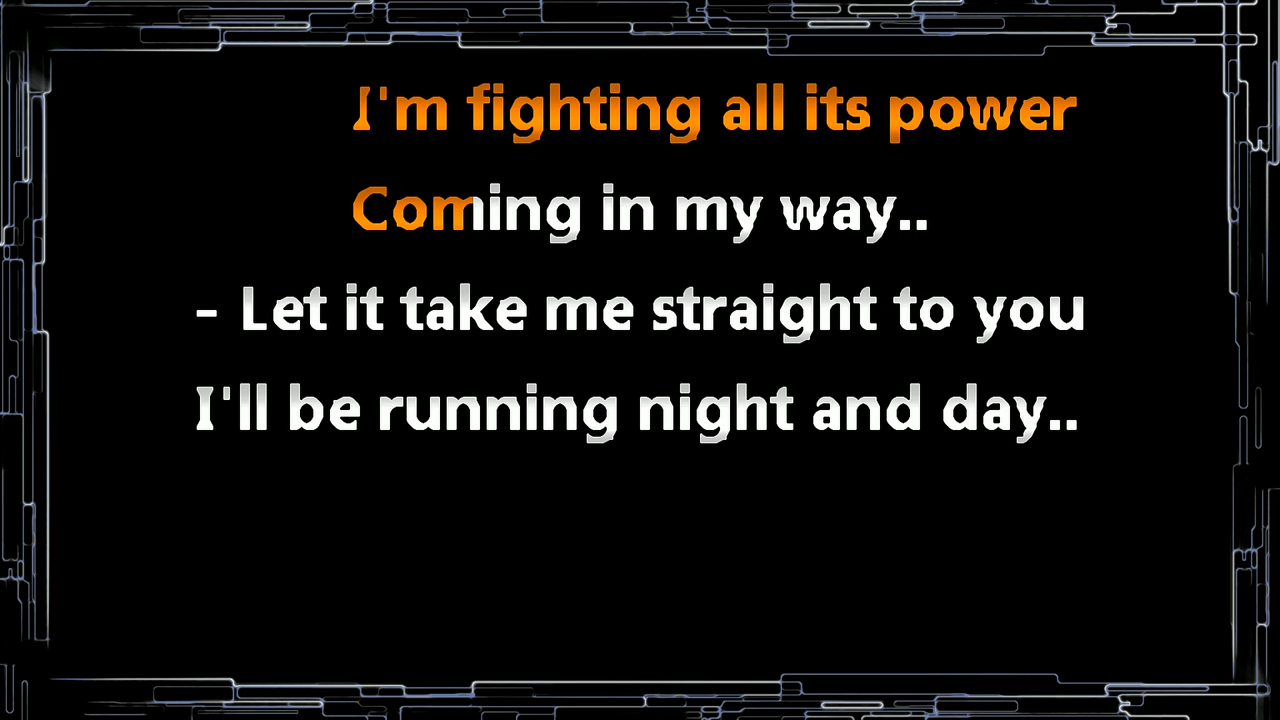 I'm fighting all its power
Coming in my way..
- Let it take me straight to you
I'll be running night and day..